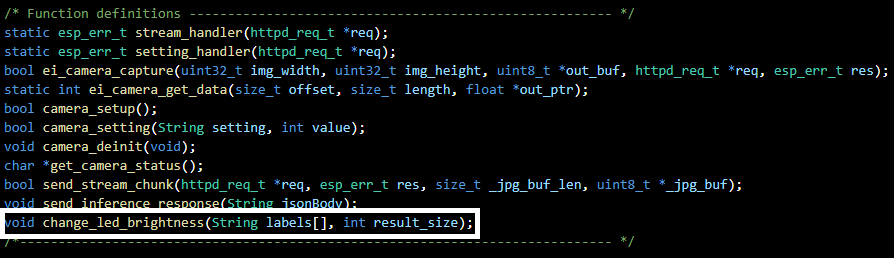 /* Function definitions ------------------------------------------------------- */
static esp_err_t stream_handler(httpd_req_t *req);
static esp_err_t setting_handler(httpd_req_t *req);
bool ei_camera_capture(uint32_t img_width, uint32_t img_height, uint8_t *out_buf, httpd_req_t *req, esp_err_t res);
static int ei_camera_get_data(size_t offset, size_t length, float *out_ptr);
bool camera_setup();
bool camera_setting(String setting, int value);
void camera_deinit(void);
char *get_camera_status();
bool send_stream_chunk(httpd_req_t *req, esp_err_t res, size_t _jpg_buf_len, uint8_t *_jpg_buf);
void send_inference_response(String jsonBody);
void change_led_brightness(String labels[], int result_size);
/*----------------------------------------------------------------------------- */